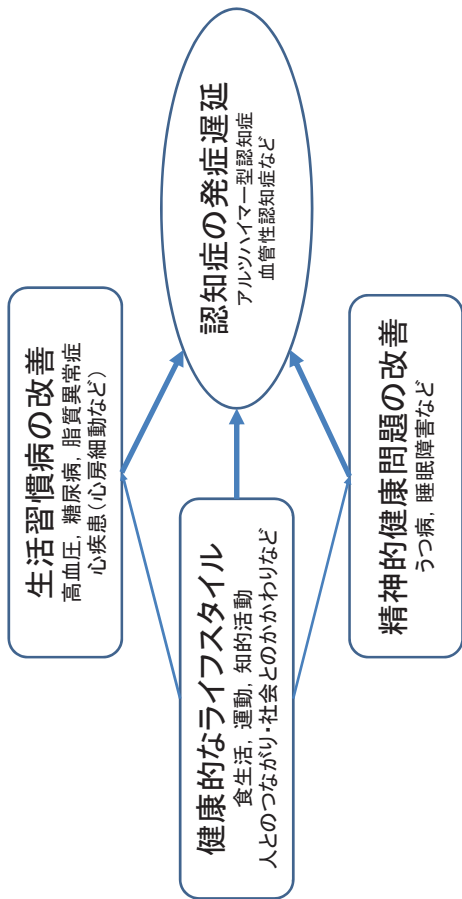 生活習慣病の改善
高血圧，糖尿病，脂質異常症
心疾患（心房細動など）
健康的なライフスタイル
食生活，運動，知的活動
人とのつながり・社会とのかかわりなど
認知症の発症遅延
アルツハイマー型認知症
血管性認知症など
精神的健康問題の改善
うつ病，睡眠障害など